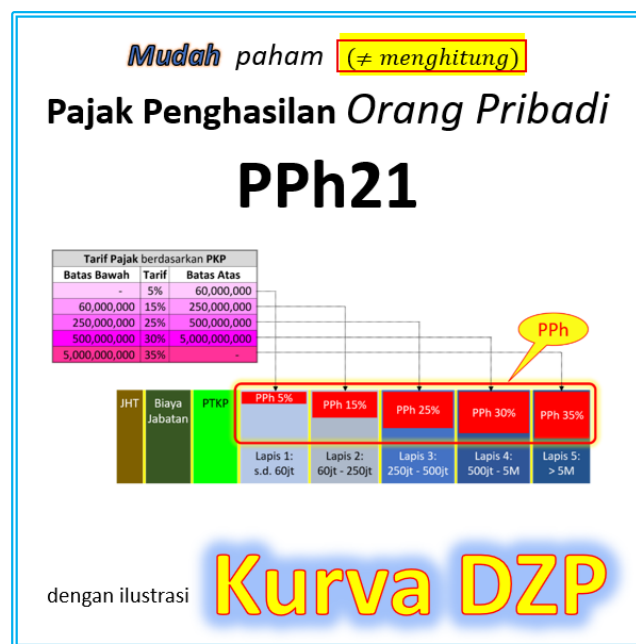 Mudah paham (≠ menghitung)
Pajak Penghasilan Orang Pribadi
PPh21
Tarif Pajak berdasarkan PKP
Batas Bawah Tarif Batas Atas
- 5% 60,000,000
60,000,000 15% 250,000,000
250,000,000 25% 500,000,000
500,000,000 30% 5,000,000,000
5,000,000,000 35% -
PPh
JHT Biaya Jabatan PTKP PPh 5% PPh 15% PPh 25% PPh 30% PPh 35%
Lapis 1: Lapis 2: Lapis 3: Lapis 4: Lapis 5:
s.d. 60jt 60jt - 250jt 250jt - 500jt 500jt - 5M > 5M
dengan ilustrasi Kurva DZP